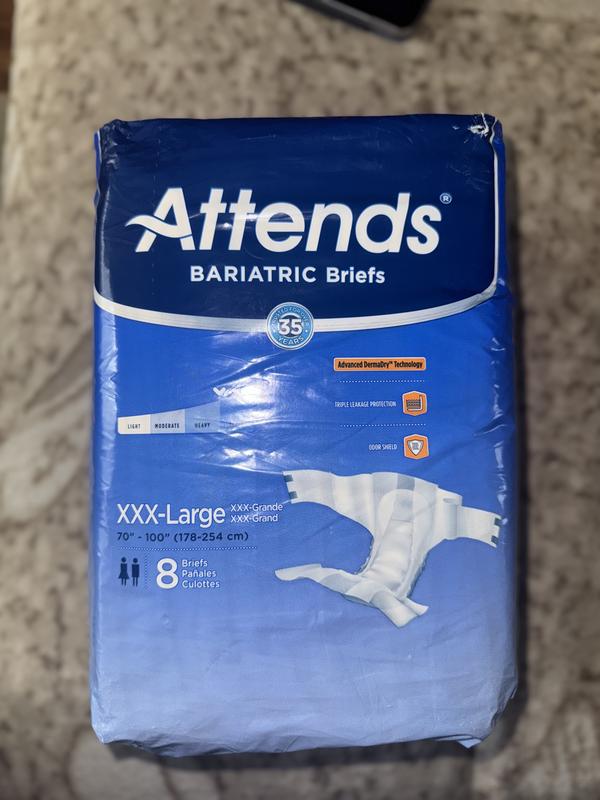 Attends®
BARIATRIC Briefs
35
YEARS
Advanced DermaDry™ Technology
TRIPLE LEAKAGE PROTECTION
LIGHT MODERATE HEAVY
ODOR SHIELD
XXX-Large XXX-Grande
XXX-Grand
70" - 100" (178-254 cm)
8 Briefs
Pañales
Culottes